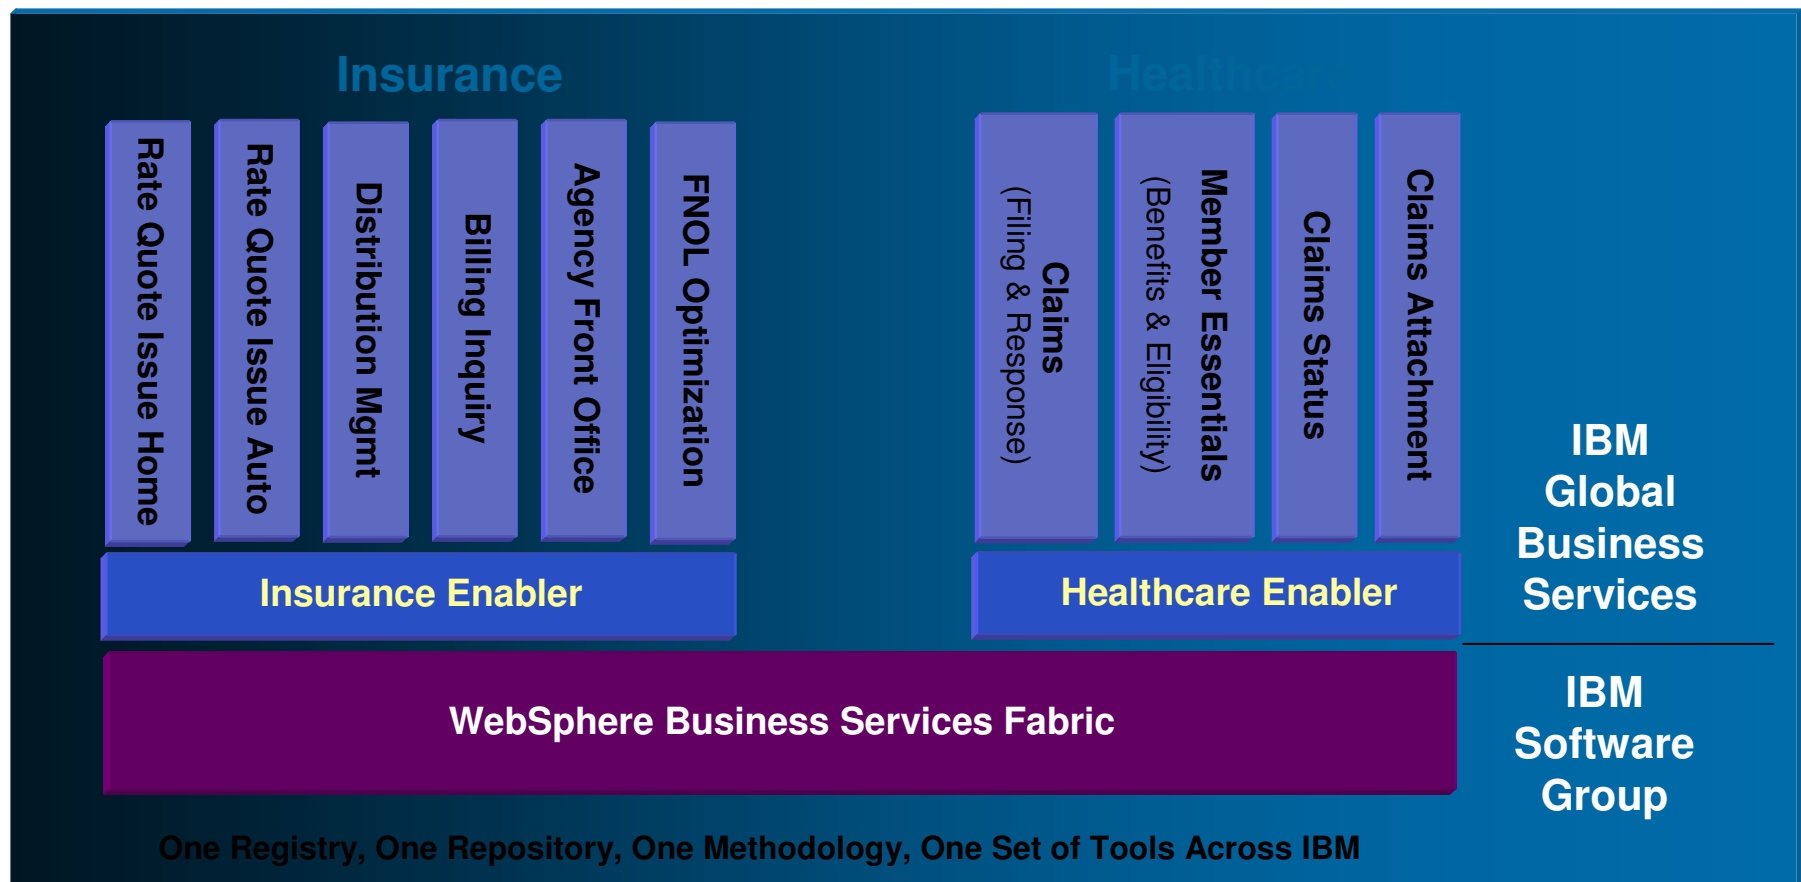 Insurance
Healthcare
Rate Quote Issue Home
Rate Quote Issue Auto
Distribution Mgmt
Billing Inquiry
Agency Front Office
FNOL Optimization
Claims
(Filing & Response)
Member Essentials
(Benefits & Eligibility)
Claims Status
Claims Attachment
Insurance Enabler
Healthcare Enabler
IBM
Global
Business
Services
WebSphere Business Services Fabric
IBM
Software
Group
One Registry, One Repository, One Methodology, One Set of Tools Across IBM